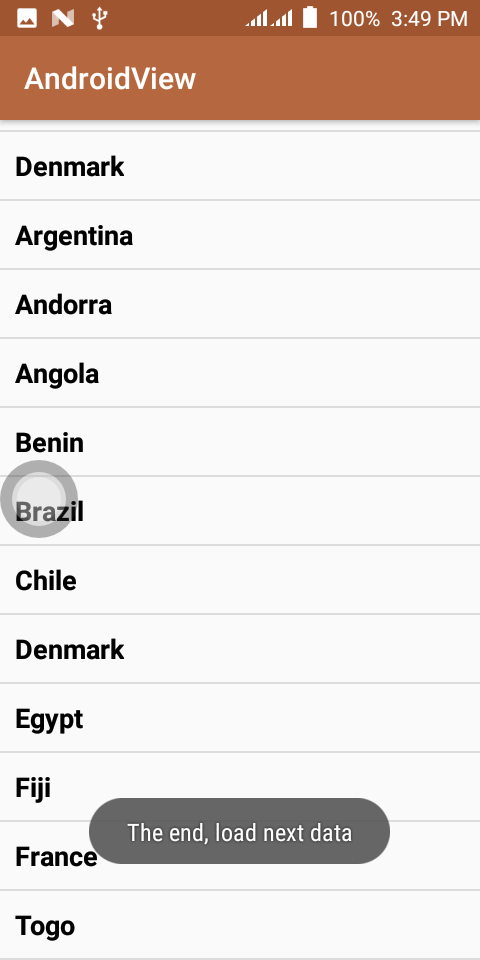 100% 3:49 PM
AndroidView
Denmark
Argentina
Andorra
Angola
Benin
Brazil
Chile
Denmark
Egypt
Fiji
The end, load next data
France
Togo